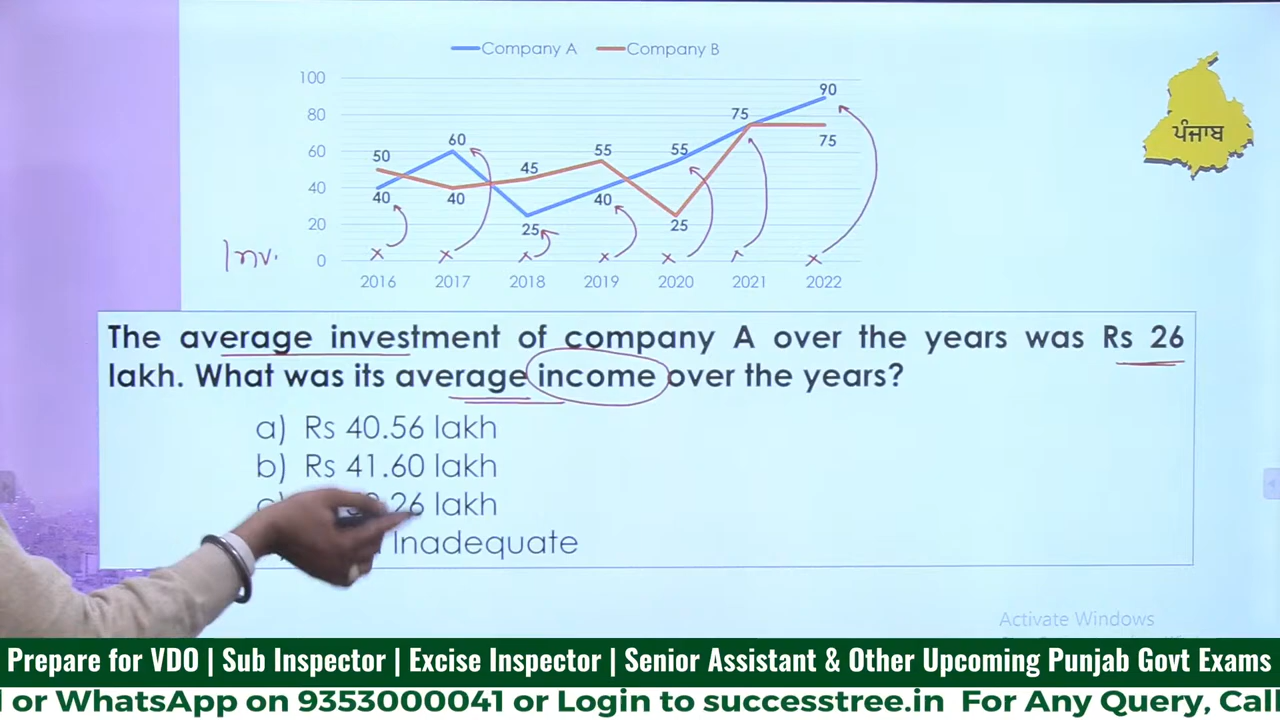 Company A Company B
100
80
60
40
20
0
50 60 45 55 55 75 90
40 40 25 40 25 75
Inv. x x x x x x x
2016 2017 2018 2019 2020 2021 2022
ਪੰਜਾਬ
The average investment of company A over the years was Rs 26
lakh. What was its average income over the years?
a) Rs 40.56 lakh
b) Rs 41.60 lakh
26 lakh
Inadequate
Activate Windows
Prepare for VDO | Sub Inspector | Excise Inspector | Senior Assistant & Other Upcoming Punjab Govt Exams
or WhatsApp on 9353000041 or Login to successtree.in For Any Query, Call